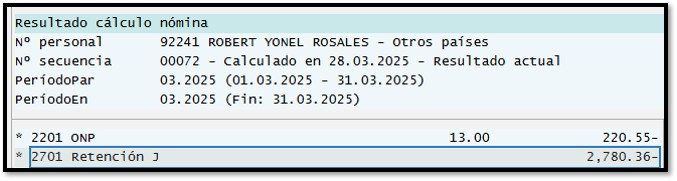 Resultado cálculo nómina
Nº personal 92241 ROBERT YONEL ROSALES - Otros países
Nº secuencia 00072 - Calculado en 28.03.2025 - Resultado actual
PeríodoPar 03.2025 (01.03.2025 - 31.03.2025)
PeríodoEn 03.2025 (Fin: 31.03.2025)
* 2201 ONP 13.00 220.55-
* 2701 Retención J 2,780.36-